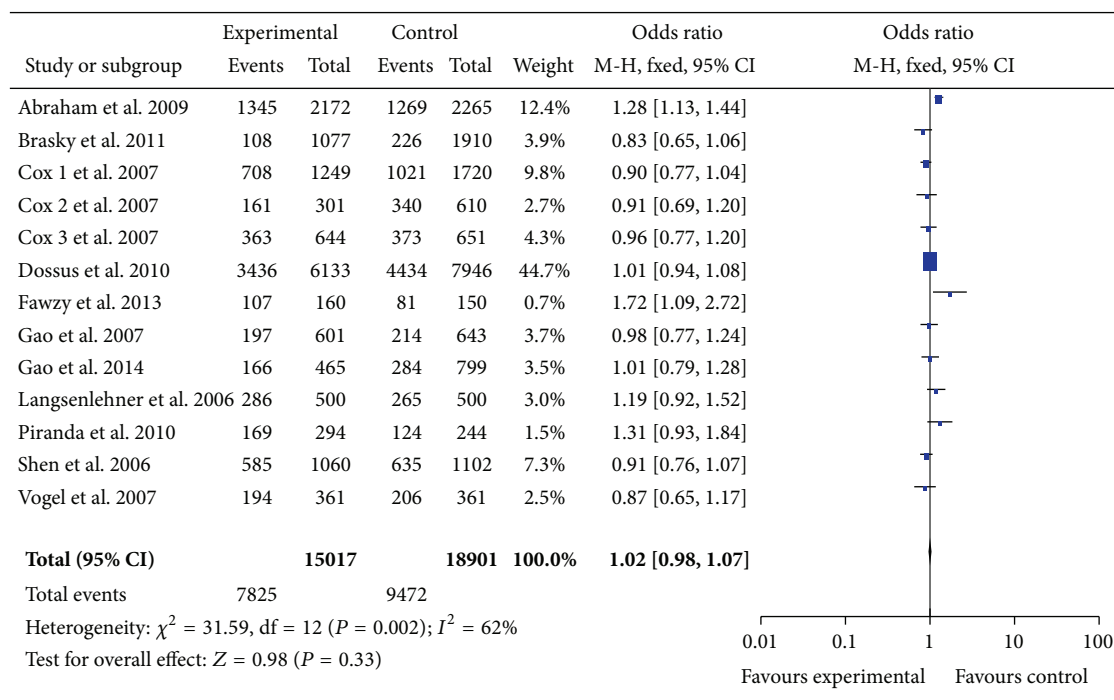 Experimental Control Odds ratio Odds ratio
Study or subgroup Events Total Events Total Weight M-H, fxed, 95% CI M-H, fxed, 95% CI
Abraham et al. 2009 1345 2172 1269 2265 12.4% 1.28 [1.13, 1.44]
Brasky et al. 2011 108 1077 226 1910 3.9% 0.83 [0.65, 1.06]
Cox 1 et al. 2007 708 1249 1021 1720 9.8% 0.90 [0.77, 1.04]
Cox 2 et al. 2007 161 301 340 610 2.7% 0.91 [0.69, 1.20]
Cox 3 et al. 2007 363 644 373 651 4.3% 0.96 [0.77, 1.20]
Dossus et al. 2010 3436 6133 4434 7946 44.7% 1.01 [0.94, 1.08]
Fawzy et al. 2013 107 160 81 150 0.7% 1.72 [1.09, 2.72]
Gao et al. 2007 197 601 214 643 3.7% 0.98 [0.77, 1.24]
Gao et al. 2014 166 465 284 799 3.5% 1.01 [0.79, 1.28]
Langsenlehner et al. 2006 286 500 265 500 3.0% 1.19 [0.92, 1.52]
Piranda et al. 2010 169 294 124 244 1.5% 1.31 [0.93, 1.84]
Shen et al. 2006 585 1060 635 1102 7.3% 0.91 [0.76, 1.07]
Vogel et al. 2007 194 361 206 361 2.5% 0.87 [0.65, 1.17]
Total (95% CI) 15017 18901 100.0% 1.02 [0.98, 1.07]
Total events 7825 9472
Heterogeneity: χ² = 31.59, df = 12 (P = 0.002); I² = 62%
Test for overall effect: Z = 0.98 (P = 0.33)
0.01 0.1 1 10 100
Favours experimental Favours control